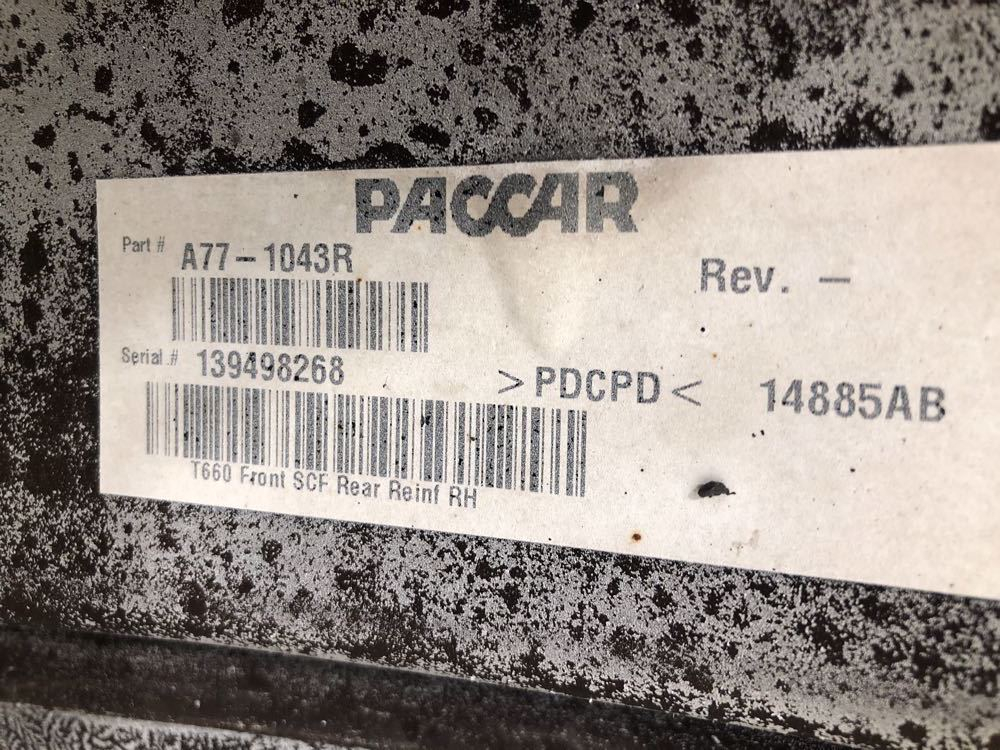 PACCAR
Part # A77-1043R
Rev. -
Serial # 139498268
>PDCPD< 14885AB
T660 Front SCF Rear Reinf RH